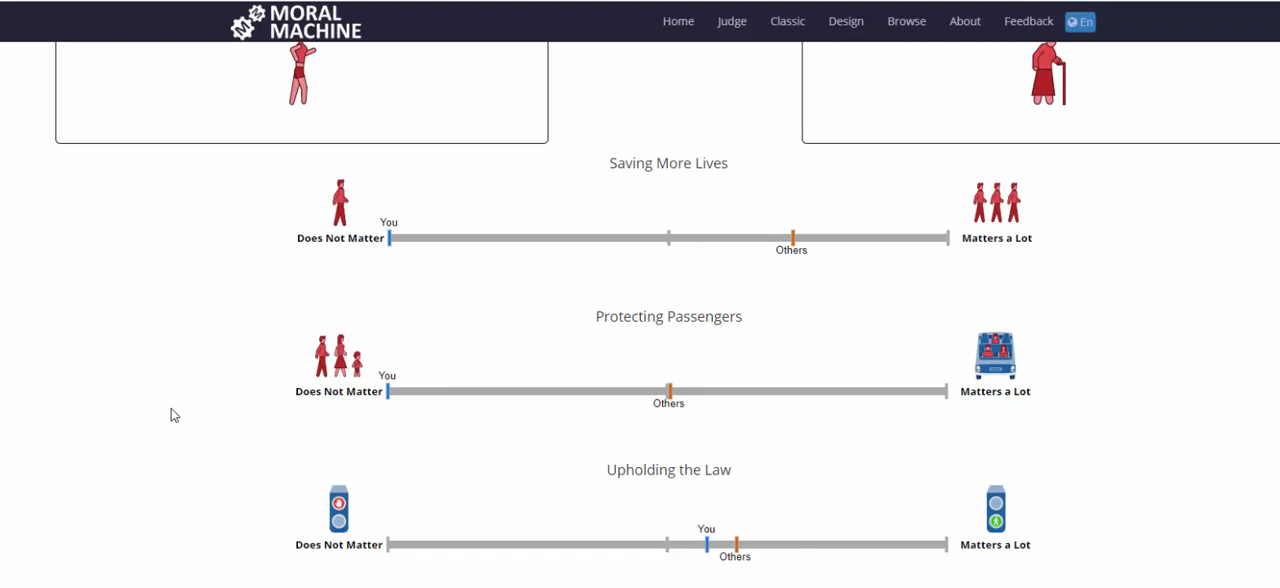 MORAL
MACHINE
Home Judge Classic Design Browse About Feedback En
Saving More Lives
You
Does Not Matter Matters a Lot
Others
Protecting Passengers
You
Does Not Matter Matters a Lot
Others
Upholding the Law
You
Does Not Matter Matters a Lot
Others